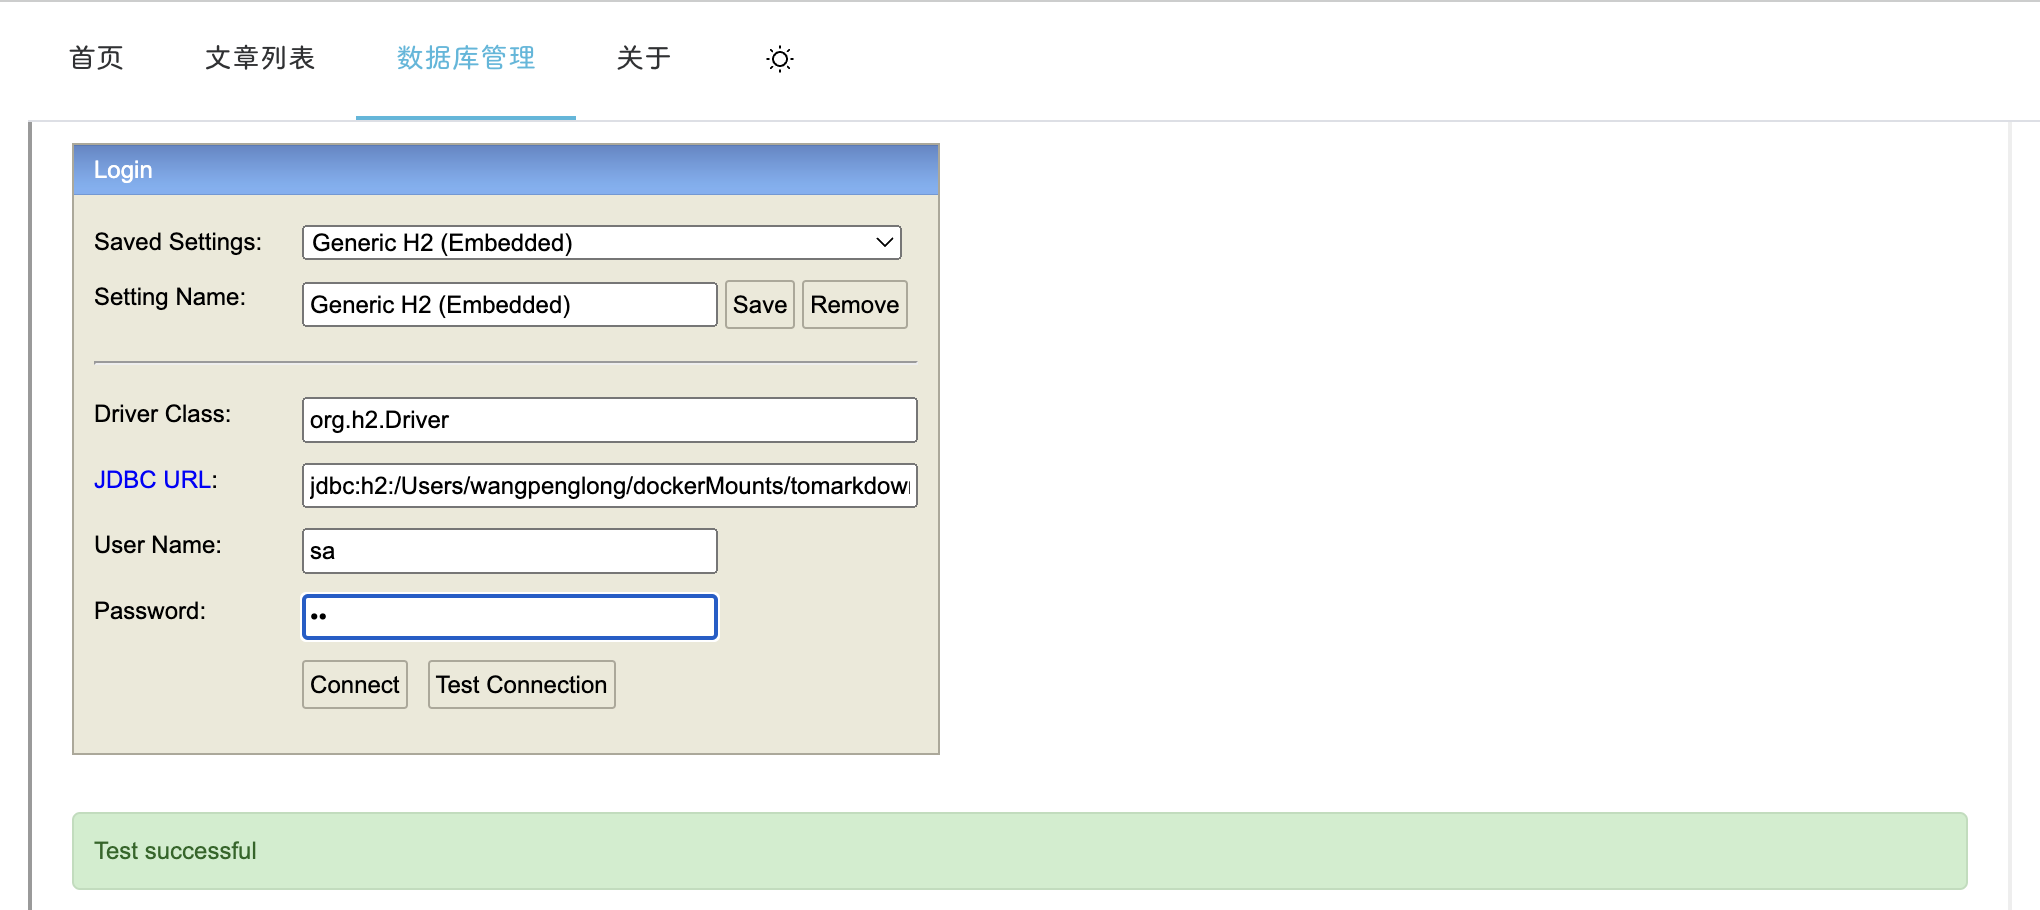 首页 文章列表 数据库管理 关于
Login
Saved Settings: Generic H2 (Embedded)
Setting Name: Generic H2 (Embedded) Save Remove
Driver Class: org.h2.Driver
JDBC URL: jdbc:h2:/Users/wangpenglong/dockerMounts/tomarkdow
User Name: sa
Password: ••
Connect Test Connection
Test successful